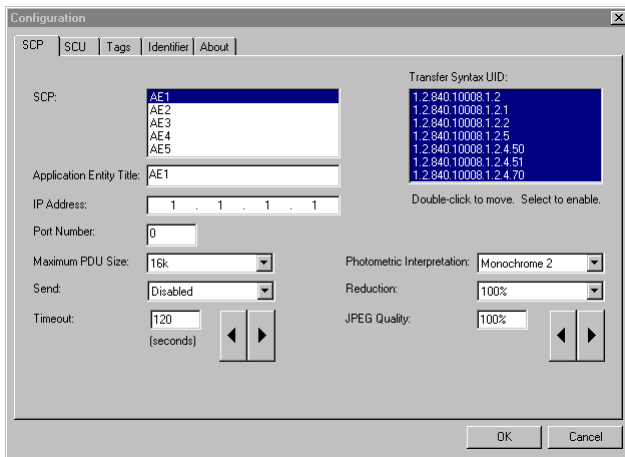 Configuration
SCP SCU Tags Identifier About
Transfer Syntax UID:
SCP:
AE1
AE2
AE3
AE4
AE5
1.2.840.10008.1.2
1.2.840.10008.1.2.1
1.2.840.10008.1.2.2
1.2.840.10008.1.2.5
1.2.840.10008.1.2.4.50
1.2.840.10008.1.2.4.51
1.2.840.10008.1.2.4.70
Application Entity Title: AE1
Double-click to move. Select to enable.
IP Address: 1 . 1 . 1 . 1
Port Number: 0
Maximum PDU Size: 16k
Photometric Interpretation: Monochrome 2
Send: Disabled
Reduction: 100%
Timeout: 120
(seconds)
JPEG Quality: 100%
OK Cancel